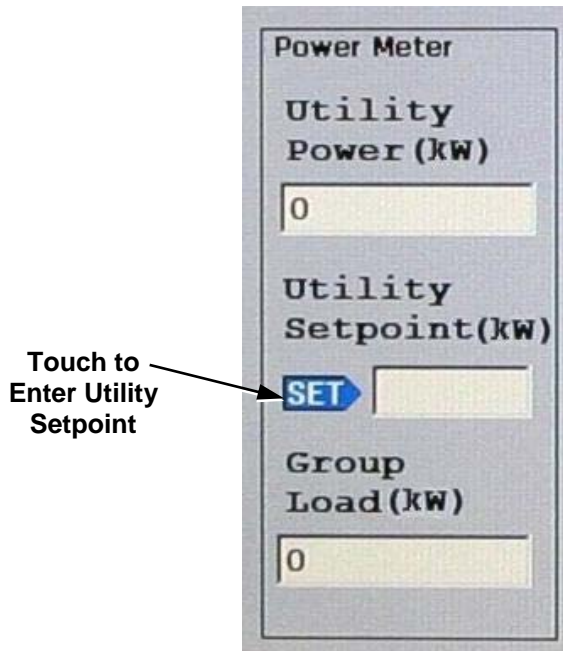 Power Meter
Utility
Power(kW)
0
Utility
Setpoint(kW)
Touch to
Enter Utility
Setpoint
SET
Group
Load(kW)
0